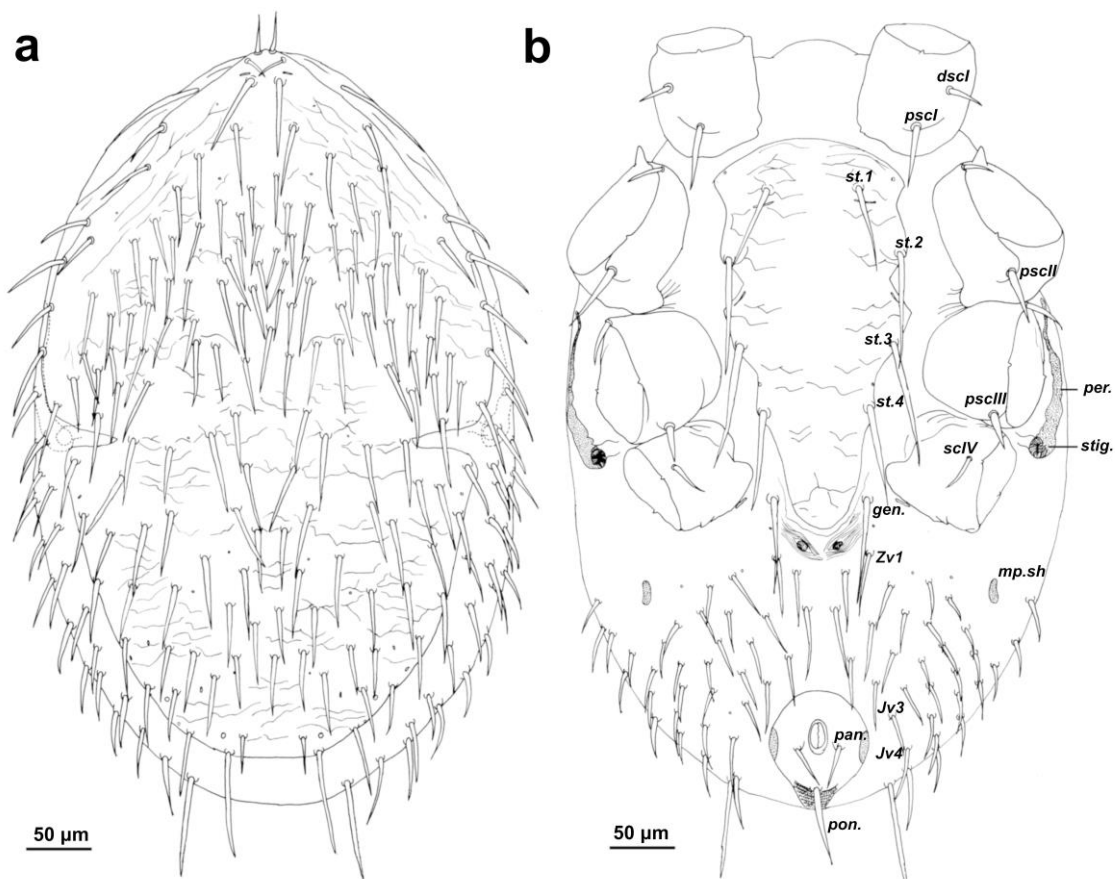 a
b
dscI
pscI
st.1
st.2
pscII
st.3
per.
pscIII
st.4
stig.
scIV
gen.
Zv1
mp.sh
Jv3
pan.
Jv4
pon.
50 µm
50 µm